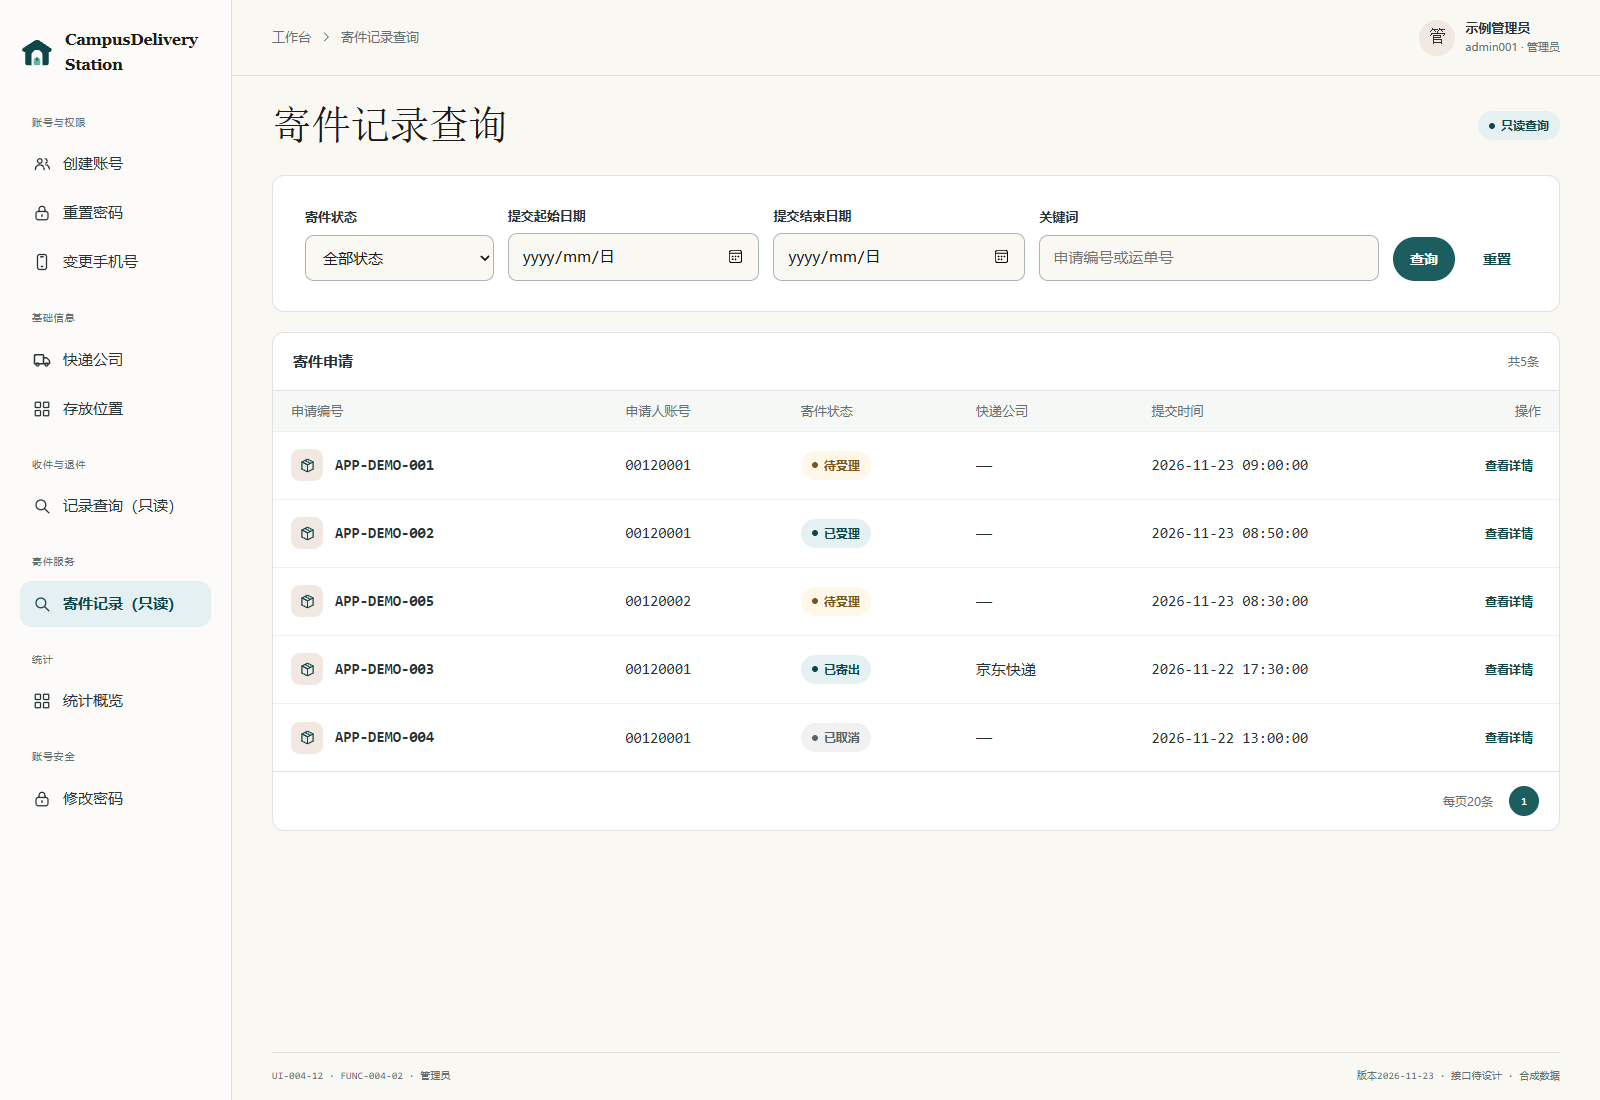 CampusDelivery
Station
账号与权限
创建账号
重置密码
变更手机号
基础信息
快递公司
存放位置
收件与退件
记录查询（只读）
寄件服务
寄件记录（只读）
统计
统计概览
账号安全
修改密码
工作台 > 寄件记录查询
管
示例管理员
admin001 · 管理员
寄件记录查询
只读查询
寄件状态 提交起始日期 提交结束日期 关键词
全部状态 yyyy/mm/日 yyyy/mm/日 申请编号或运单号 查询 重置
寄件申请 共5条
申请编号 申请人账号 寄件状态 快递公司 提交时间 操作
APP-DEMO-001 00120001 待受理 — 2026-11-23 09:00:00 查看详情
APP-DEMO-002 00120001 已受理 — 2026-11-23 08:50:00 查看详情
APP-DEMO-005 00120002 待受理 — 2026-11-23 08:30:00 查看详情
APP-DEMO-003 00120001 已寄出 京东快递 2026-11-22 17:30:00 查看详情
APP-DEMO-004 00120001 已取消 — 2026-11-22 13:00:00 查看详情
每页20条 1
UI-004-12 · FUNC-004-02 · 管理员 版本2026-11-23 · 接口待设计 · 合成数据